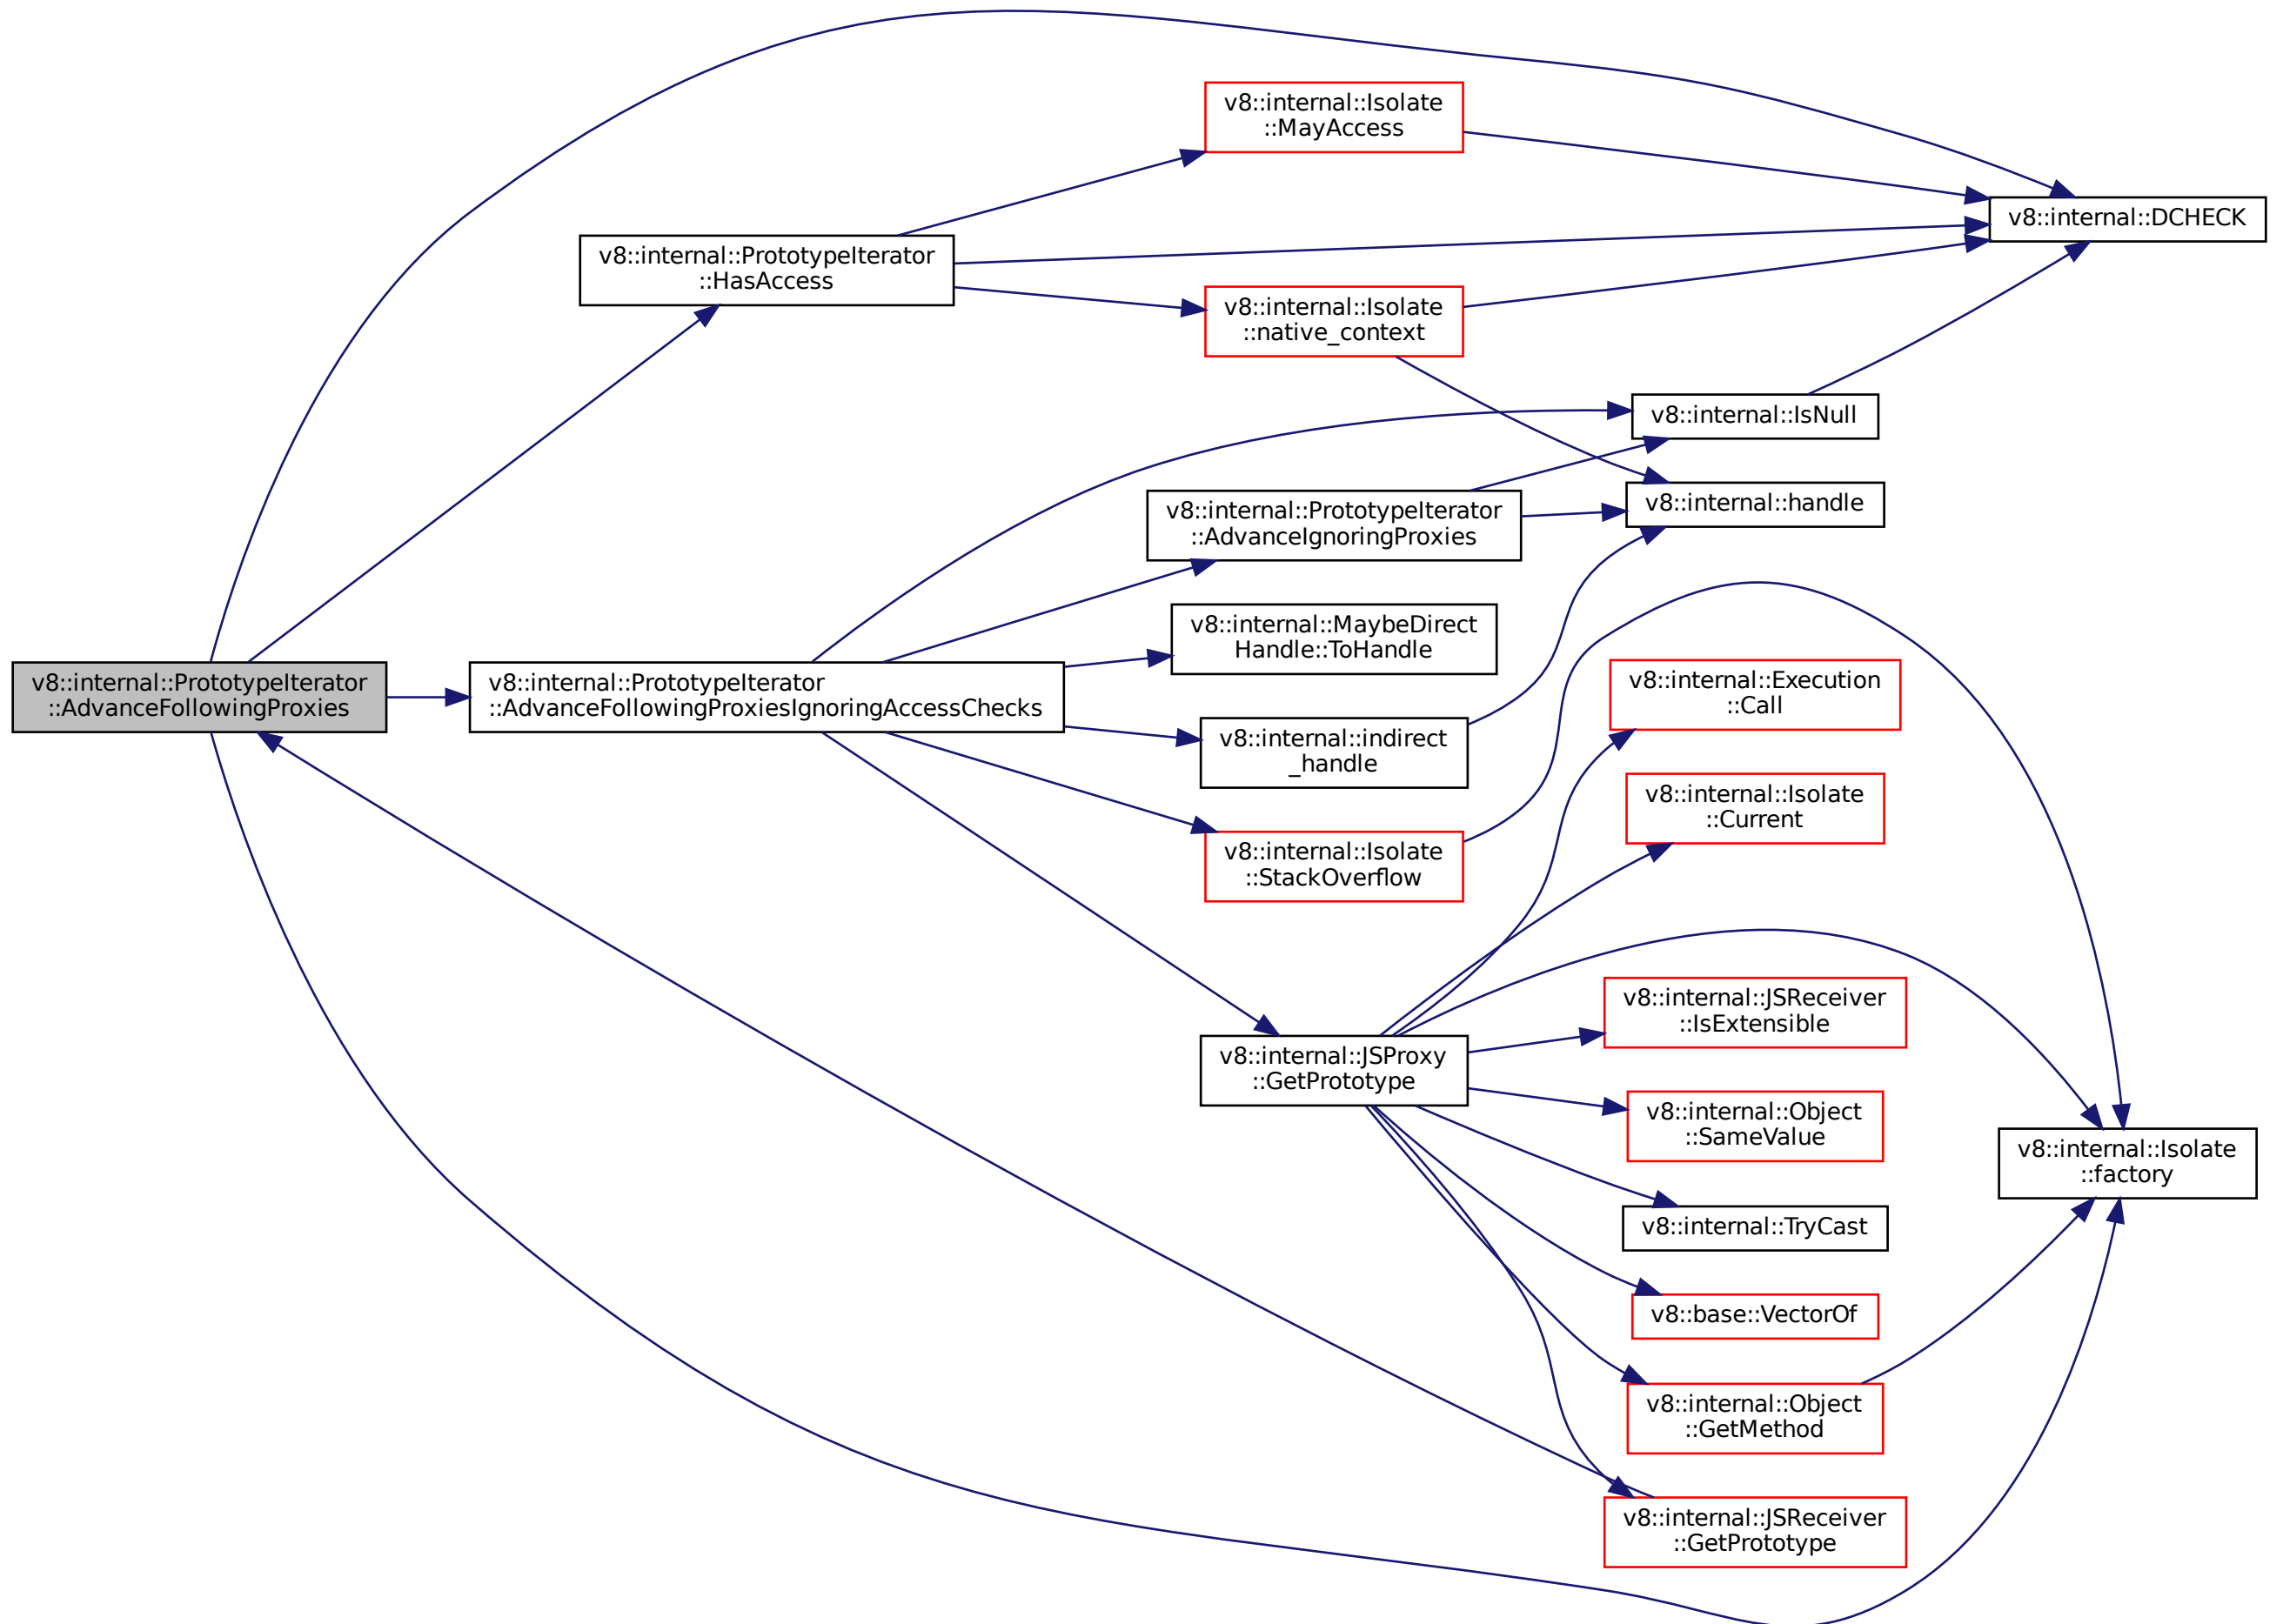 v8::internal::Isolate
::MayAccess
v8::internal::DCHECK
v8::internal::PrototypeIterator
::HasAccess
v8::internal::Isolate
::native_context
v8::internal::IsNull
v8::internal::handle
v8::internal::PrototypeIterator
::AdvanceIgnoringProxies
v8::internal::MaybeDirect
Handle::ToHandle
v8::internal::Execution
::Call
v8::internal::PrototypeIterator
::AdvanceFollowingProxies
v8::internal::PrototypeIterator
::AdvanceFollowingProxiesIgnoringAccessChecks
v8::internal::indirect
_handle
v8::internal::Isolate
::Current
v8::internal::Isolate
::StackOverflow
v8::internal::JSReceiver
::IsExtensible
v8::internal::JSProxy
::GetPrototype
v8::internal::Object
::SameValue
v8::internal::Isolate
::factory
v8::internal::TryCast
v8::base::VectorOf
v8::internal::Object
::GetMethod
v8::internal::JSReceiver
::GetPrototype